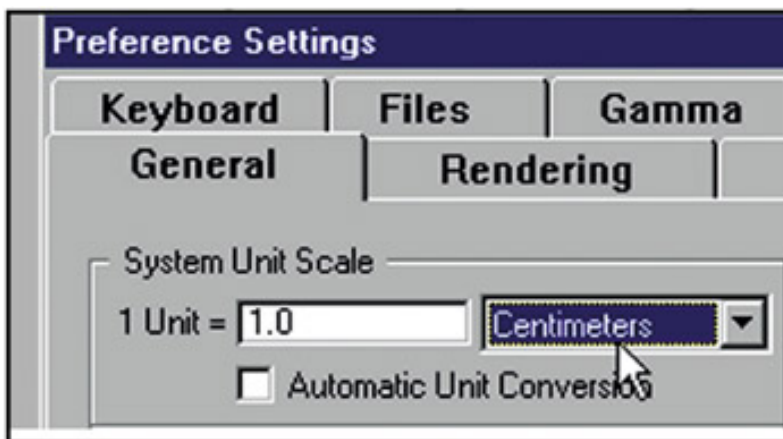 Preference Settings
Keyboard Files Gamma
General Rendering
System Unit Scale
1 Unit = 1.0 Centimeters
Automatic Unit Conversion